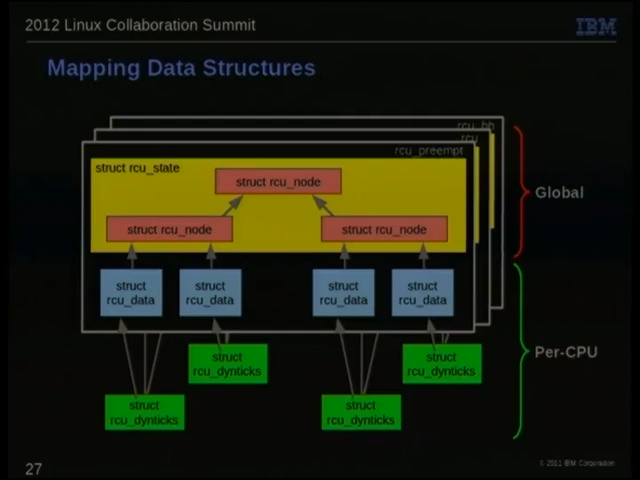 2012 Linux Collaboration Summit
IBM
Mapping Data Structures
rcu_bh
rcu
rcu_preempt
struct rcu_state
struct rcu_node
struct rcu_node
struct rcu_node
Global
struct
rcu_data
struct
rcu_data
struct
rcu_data
struct
rcu_data
struct
rcu_dynticks
struct
rcu_dynticks
Per-CPU
struct
rcu_dynticks
struct
rcu_dynticks
27
© 2011 IBM Corporation